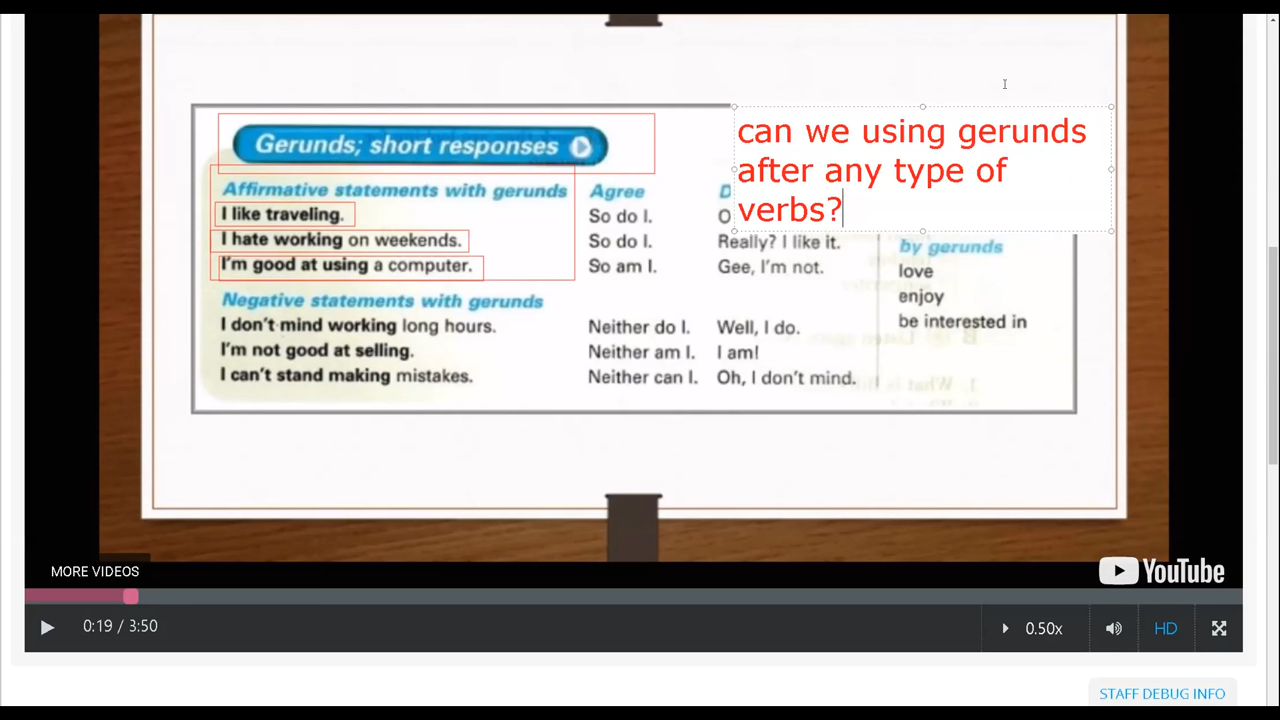 Gerunds; short responses
can we using gerunds
after any type of
verbs?
Affirmative statements with gerunds Agree
I like traveling. So do I.
I hate working on weekends. So do I. Really? I like it.
I'm good at using a computer. So am I. Gee, I'm not.
Negative statements with gerunds
I don't mind working long hours. Neither do I. Well, I do.
I'm not good at selling. Neither am I. I am!
I can't stand making mistakes. Neither can I. Oh, I don't mind.
by gerunds
love
enjoy
be interested in
MORE VIDEOS
YouTube
0:19 / 3:50
0.50x
HD
STAFF DEBUG INFO